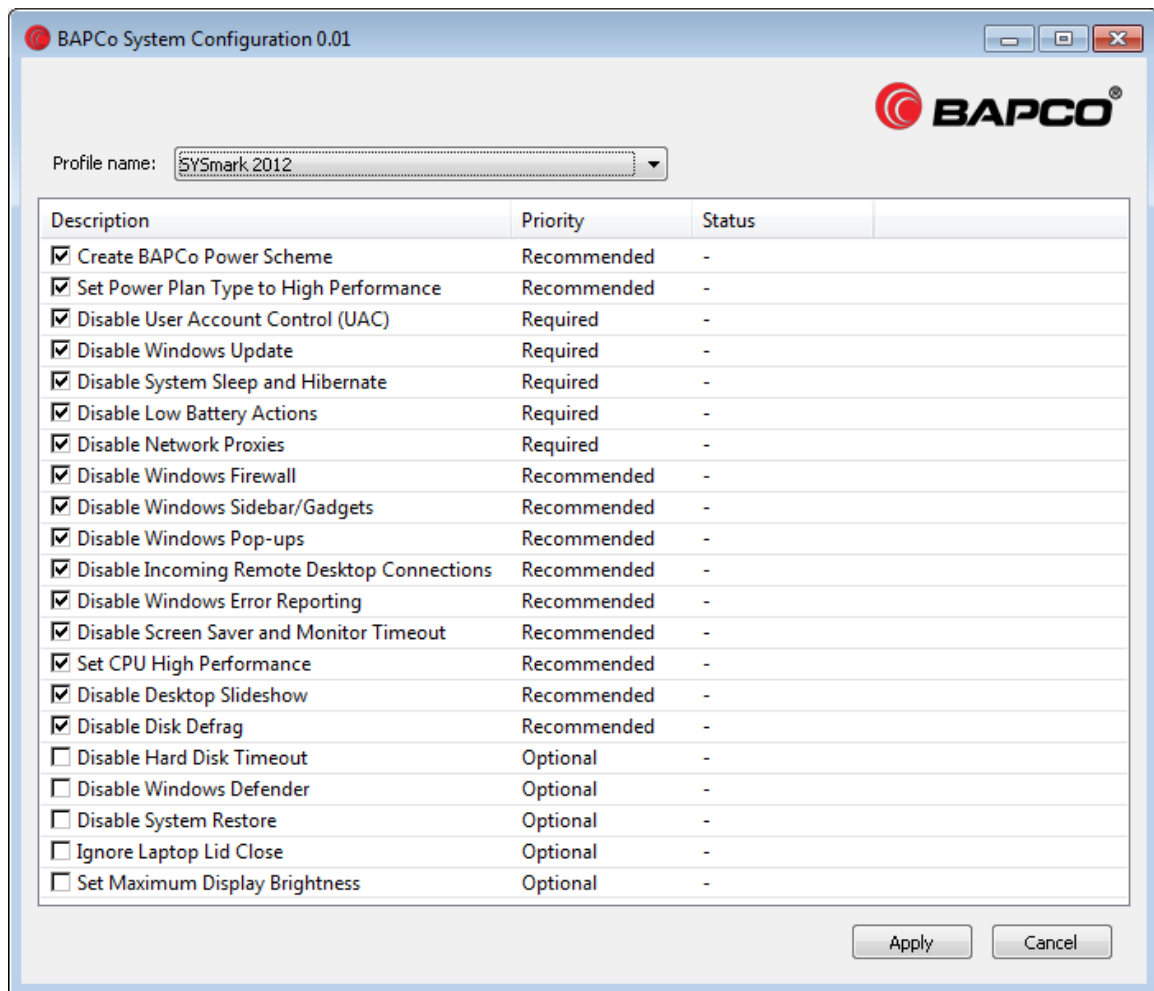 BAPCo System Configuration 0.01
BAPCO®
Profile name: SYSmark 2012
Description Priority Status
Create BAPCo Power Scheme Recommended -
Set Power Plan Type to High Performance Recommended -
Disable User Account Control (UAC) Required -
Disable Windows Update Required -
Disable System Sleep and Hibernate Required -
Disable Low Battery Actions Required -
Disable Network Proxies Required -
Disable Windows Firewall Recommended -
Disable Windows Sidebar/Gadgets Recommended -
Disable Windows Pop-ups Recommended -
Disable Incoming Remote Desktop Connections Recommended -
Disable Windows Error Reporting Recommended -
Disable Screen Saver and Monitor Timeout Recommended -
Set CPU High Performance Recommended -
Disable Desktop Slideshow Recommended -
Disable Disk Defrag Recommended -
Disable Hard Disk Timeout Optional -
Disable Windows Defender Optional -
Disable System Restore Optional -
Ignore Laptop Lid Close Optional -
Set Maximum Display Brightness Optional -
Apply Cancel